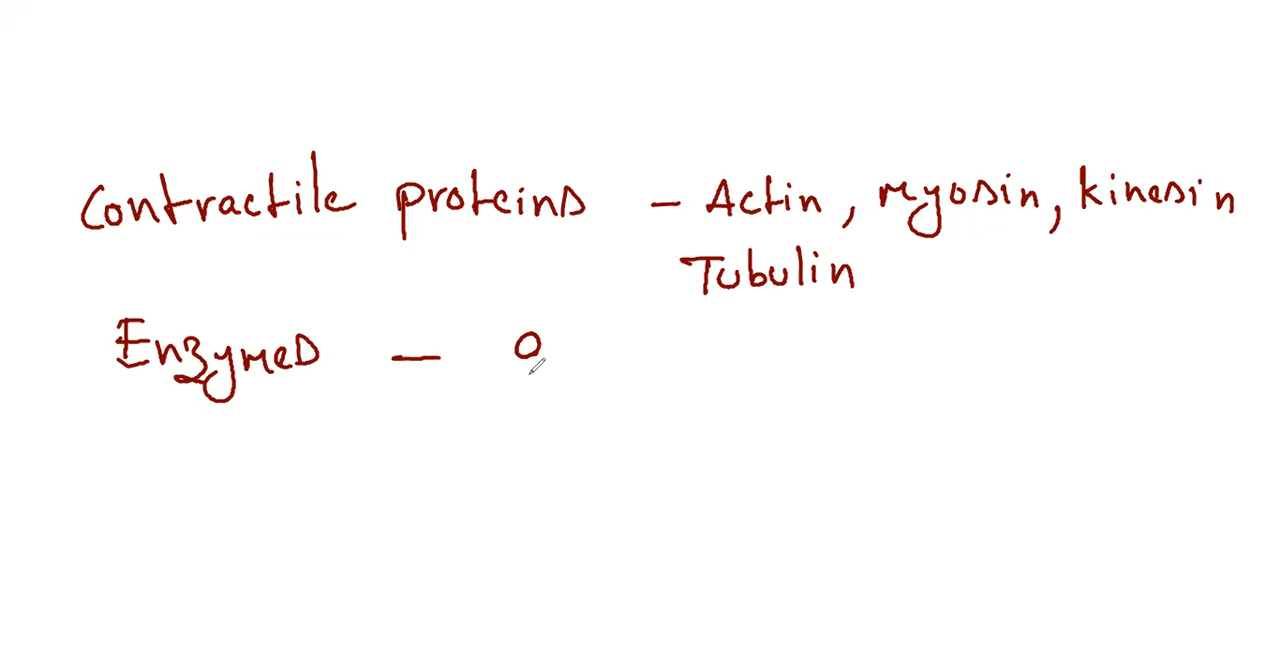 Contractile proteins - Actin, myosin, kinesin
Tubulin
Enzymes - o